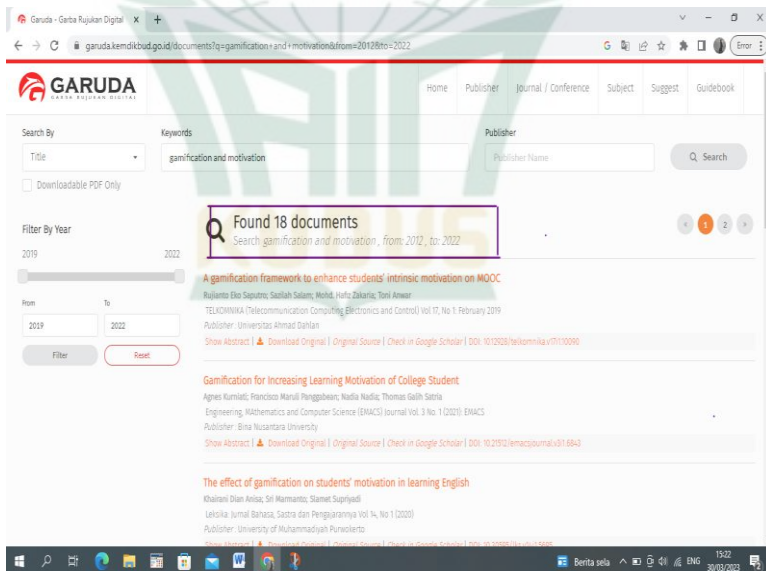 Garuda - Garba Rujukan Digital
garuda.kemdikbud.go.id/documents?q=gamification+and+motivation&from=2012&to=2022
Error
GARUDA
GARBA RUJUKAN DIGITAL
Home Publisher Journal / Conference Subject Suggest Guidebook
Search By Keywords Publisher
Title gamification and motivation Publisher Name Search
Downloadable PDF Only
KUDUS
Found 18 documents
Search gamification and motivation , from: 2012 , to: 2022
1 2
Filter By Year
2019 2022
From To
2019 2022
Filter Reset
A gamification framework to enhance students' intrinsic motivation on MOOC
Rujianto Eko Saputro; Sazilah Salam; Mohd. Hafiz Zakaria; Toni Anwar
TELKOMNIKA (Telecommunication Computing Electronics and Control) Vol 17, No 1: February 2019
Publisher : Universitas Ahmad Dahlan
Show Abstract | Download Original | Original Source | Check in Google Scholar | DOI: 10.12928/telkomnika.v17i1.10090
Gamification for Increasing Learning Motivation of College Student
Agnes Kurniati; Francisco Maruli Panggabean; Nadia Nadia; Thomas Galih Satria
Engineering, MAthematics and Computer Science (EMACS) Journal Vol. 3 No. 1 (2021): EMACS
Publisher : Bina Nusantara University
Show Abstract | Download Original | Original Source | Check in Google Scholar | DOI: 10.21512/emacsjournal.v3i1.6843
The effect of gamification on students' motivation in learning English
Khairani Dian Anisa; Sri Marmanto; Slamet Supriyadi
Leksika: Jurnal Bahasa, Sastra dan Pengajarannya Vol 14, No 1 (2020)
Publisher : University of Muhammadiyah Purwokerto
Show Abstract | Download Original | Original Source | Check in Google Scholar
Berita sela ENG 15:22
30/03/2023